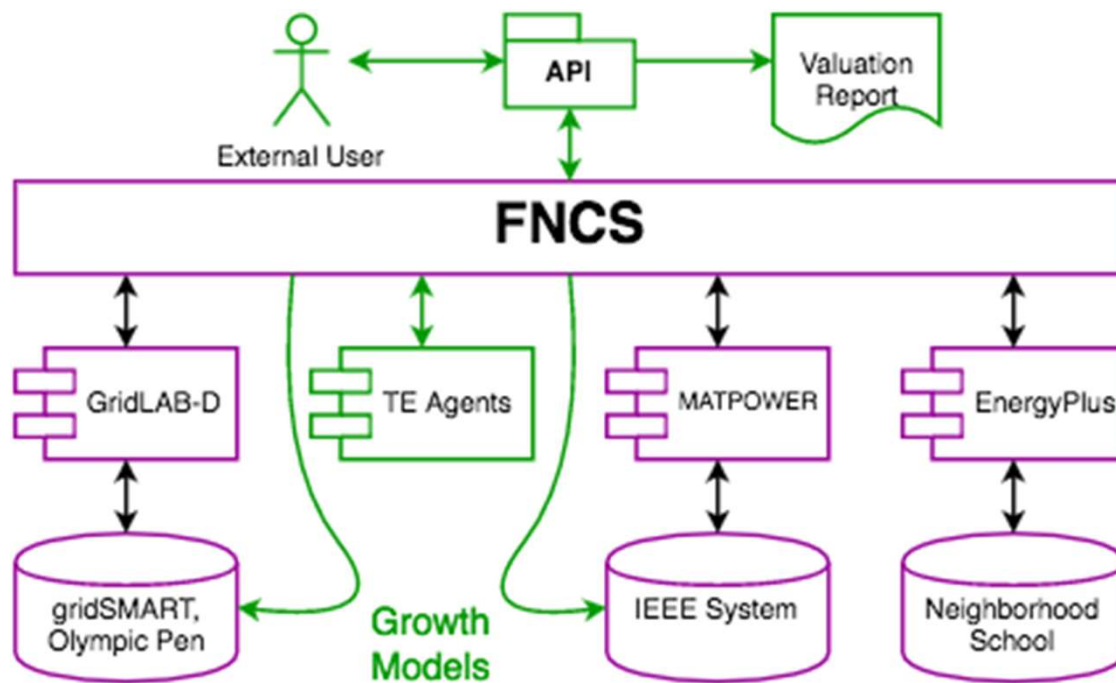 API
Valuation
Report
External User
FNCS
GridLAB-D
TE Agents
MATPOWER
EnergyPlus
gridSMART,
Olympic Pen
Growth
Models
IEEE System
Neighborhood
School